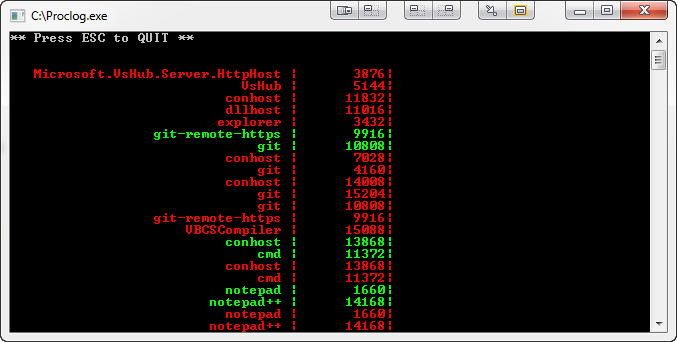 C:\Proclog.exe
** Press ESC to QUIT **
Microsoft.VsHub.Server.HttpHost | 3876|
VsHub | 5144|
conhost | 11832|
dllhost | 11016|
explorer | 3432|
git-remote-https | 9916|
git | 10808|
conhost | 7028|
git | 4160|
conhost | 14008|
git | 15204|
git | 10808|
git-remote-https | 9916|
VBCSCompiler | 15088|
conhost | 13868|
cmd | 11372|
conhost | 13868|
cmd | 11372|
notepad | 1660|
notepad++ | 14168|
notepad | 1660|
notepad++ | 14168|